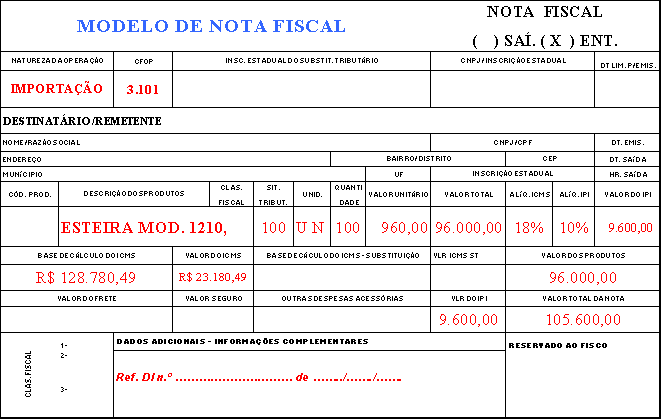 MODELO DE NOTA FISCAL
NOTA FISCAL
( ) SAÍ. ( X ) ENT.
NATUREZA DA OPERAÇÃO
CFOP
INSC. ESTADUAL DO SUBSTIT. TRIBUTÁRIO
CNPJ / INSCRIÇÃO ESTADUAL
DT LIM. P/ EMIS.
IMPORTAÇÃO
3.101
DESTINATÁRIO/REMETENTE
NOME/RAZÃO SOCIAL
CNPJ/CPF
DT. EMIS.
ENDEREÇO
BAIRRO/DISTRITO
CEP
DT. SAÍDA
MUNICÍPIO
UF
INSCRIÇÃO ESTADUAL
HR. SAÍDA
CÓD. PROD.
DESCRIÇÃO DOS PRODUTOS
CLAS. FISCAL
SIT. TRIBUT.
UNID.
QUANTIDADE
VALOR UNITÁRIO
VALOR TOTAL
ALÍQ. ICMS
ALÍQ. IPI
VALOR DO IPI
ESTEIRA MOD. 1210,
100
UN
100
960,00
96.000,00
18%
10%
9.600,00
BASE DE CÁLCULO DO ICMS
VALOR DO ICMS
BASE DE CÁCULO DO ICMS - SUBSTITUIÇÃO
VLR ICMS ST
VALOR DOS PRODUTOS
R$ 128.780,49
R$ 23.180,49
96.000,00
VALOR DO FRETE
VALOR SEGURO
OUTRAS DESPESAS ACESSÓRIAS
VLR DO IPI
VALOR TOTAL DA NOTA
9.600,00
105.600,00
CLAS. FISCAL
1-
2-
3-
DADOS ADICIONAIS - INFORMAÇÕES COMPLEMENTARES
Ref. DI n.º ................................ de ......../......./.......
RESERVADO AO FISCO